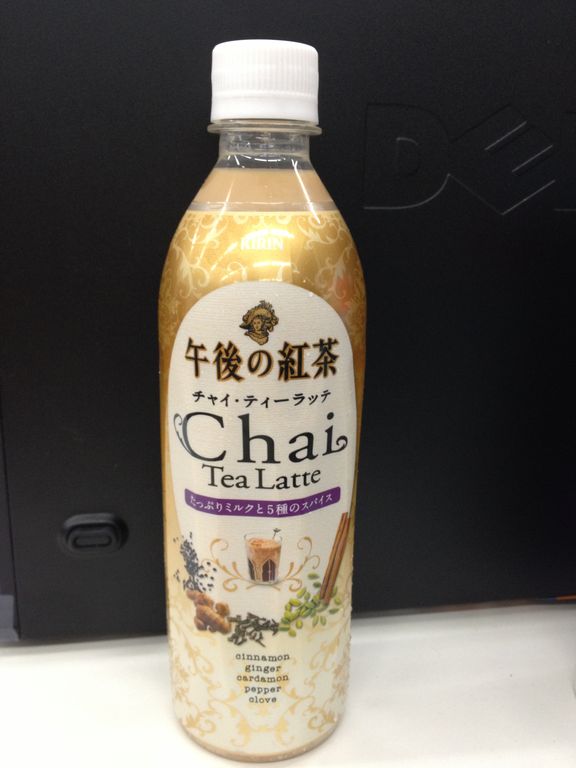 DELL
KIRIN
午後の紅茶
チャイ・ティーラッテ
Chai
Tea Latte
たっぷりミルクと5種のスパイス
cinnamon
ginger
cardamon
pepper
clove